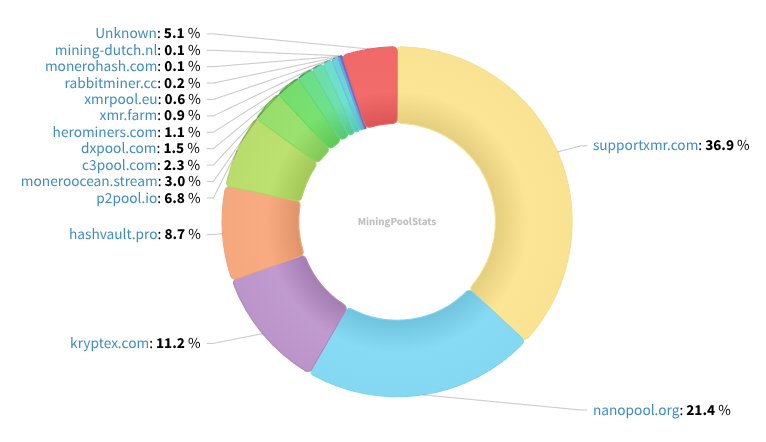 Unknown: 5.1 %
mining-dutch.nl: 0.1 %
monerohash.com: 0.1 %
rabbitminer.cc: 0.2 %
xmrpool.eu: 0.6 %
xmr.farm: 0.9 %
herominers.com: 1.1 %
dxpool.com: 1.5 %
c3pool.com: 2.3 %
moneroocean.stream: 3.0 %
p2pool.io: 6.8 %
hashvault.pro: 8.7 %
kryptex.com: 11.2 %
MiningPoolStats
supportxmr.com: 36.9 %
nanopool.org: 21.4 %